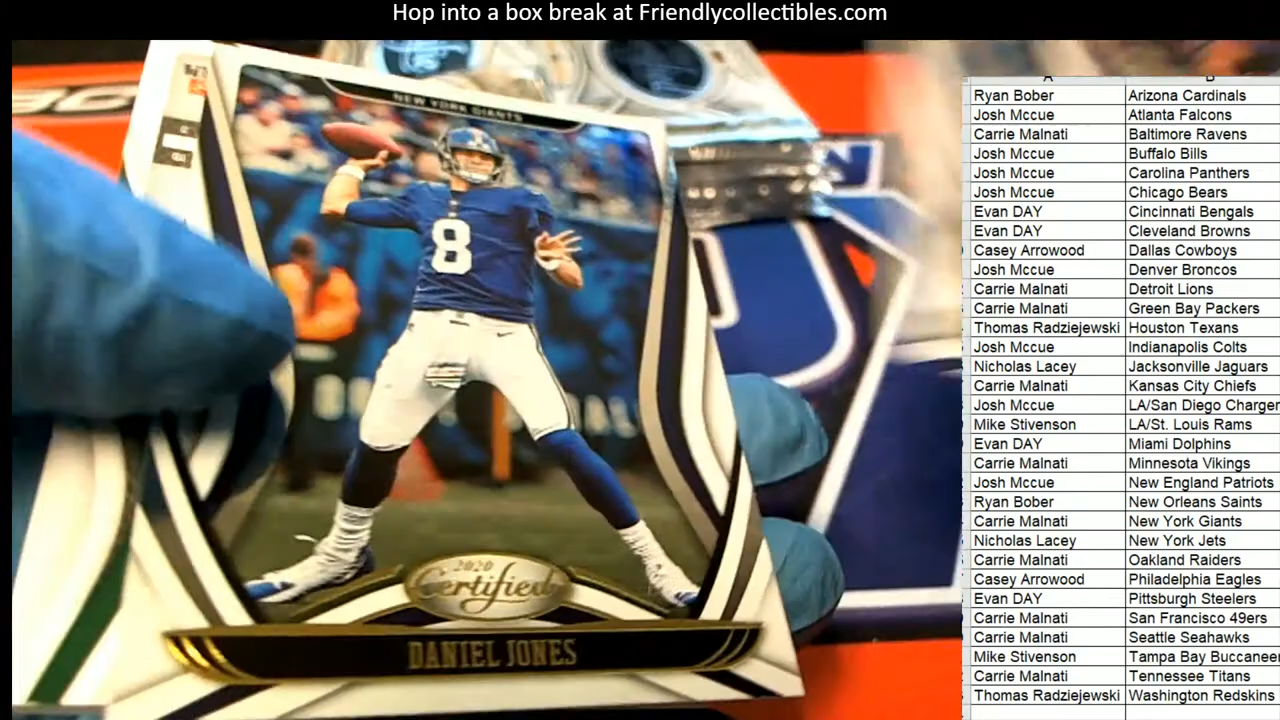 Hop into a box break at Friendlycollectibles.com
NEW YORK GIANTS
8
2020
Certified
DANIEL JONES
A B
Ryan Bober Arizona Cardinals
Josh Mccue Atlanta Falcons
Carrie Malnati Baltimore Ravens
Josh Mccue Buffalo Bills
Josh Mccue Carolina Panthers
Josh Mccue Chicago Bears
Evan DAY Cincinnati Bengals
Evan DAY Cleveland Browns
Casey Arrowood Dallas Cowboys
Josh Mccue Denver Broncos
Carrie Malnati Detroit Lions
Carrie Malnati Green Bay Packers
Thomas Radziejewski Houston Texans
Josh Mccue Indianapolis Colts
Nicholas Lacey Jacksonville Jaguars
Carrie Malnati Kansas City Chiefs
Josh Mccue LA/San Diego Charger
Mike Stivenson LA/St. Louis Rams
Evan DAY Miami Dolphins
Carrie Malnati Minnesota Vikings
Josh Mccue New England Patriots
Ryan Bober New Orleans Saints
Carrie Malnati New York Giants
Nicholas Lacey New York Jets
Carrie Malnati Oakland Raiders
Casey Arrowood Philadelphia Eagles
Evan DAY Pittsburgh Steelers
Carrie Malnati San Francisco 49ers
Carrie Malnati Seattle Seahawks
Mike Stivenson Tampa Bay Buccanee
Carrie Malnati Tennessee Titans
Thomas Radziejewski Washington Redskins